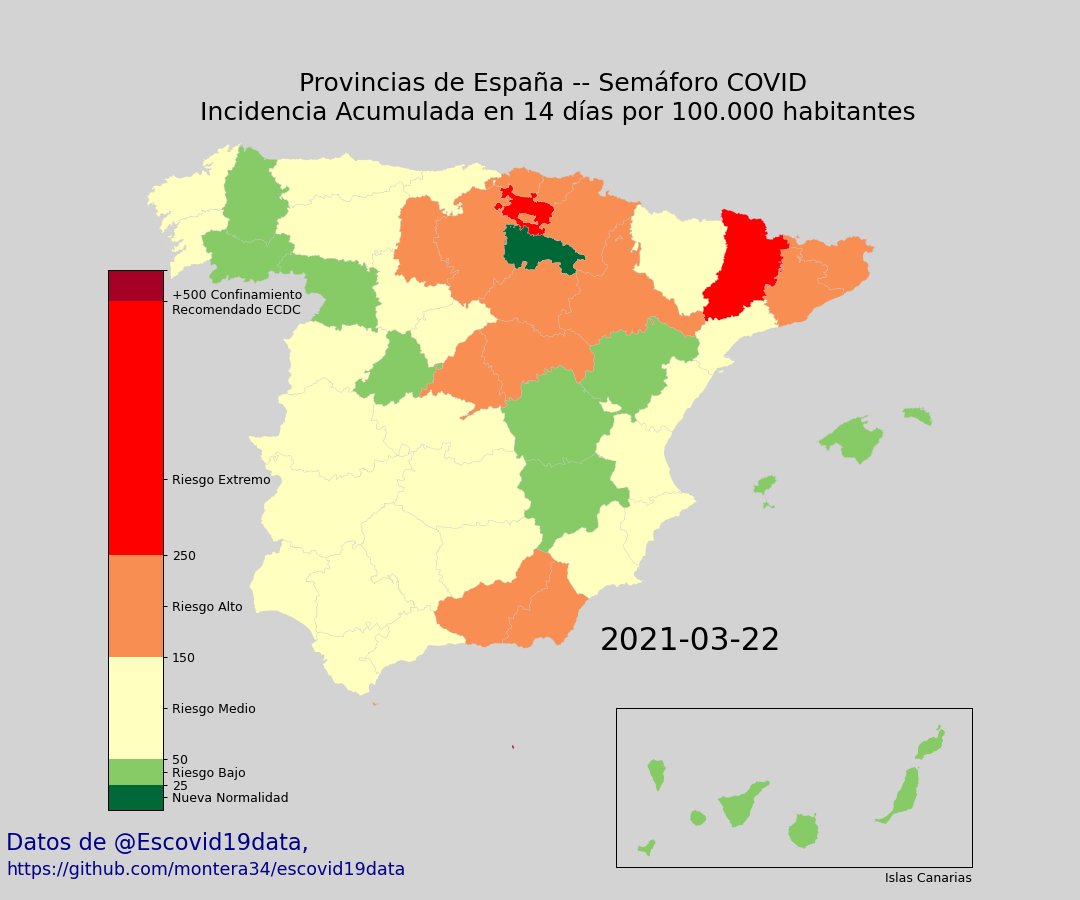 Provincias de España -- Semáforo COVID
Incidencia Acumulada en 14 días por 100.000 habitantes
+500 Confinamiento
Recomendado ECDC
Riesgo Extremo
250
Riesgo Alto
150
Riesgo Medio
50
Riesgo Bajo
25
Nueva Normalidad
2021-03-22
Islas Canarias
Datos de @Escovid19data,
https://github.com/montera34/escovid19data